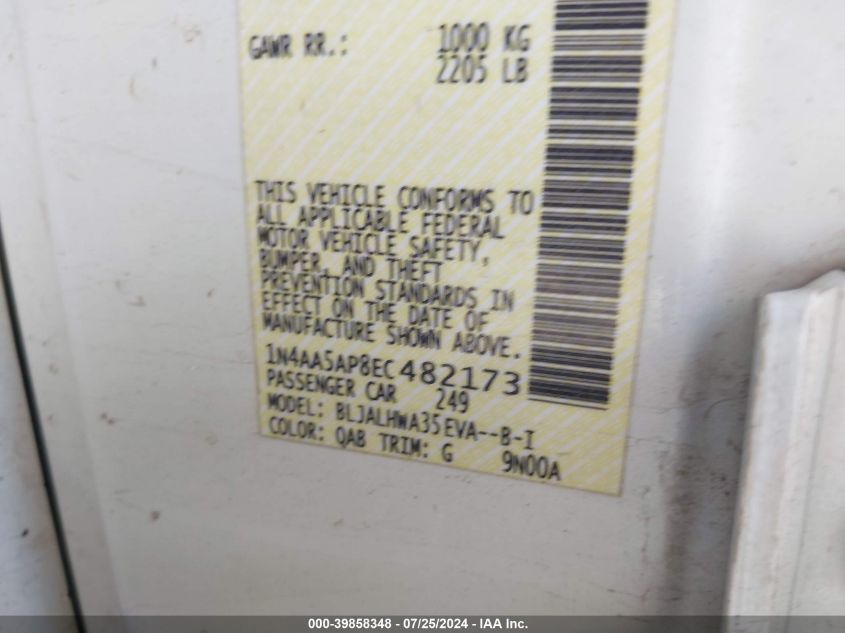 GAWR RR.: 1000 KG
2205 LB
THIS VEHICLE CONFORMS TO
ALL APPLICABLE FEDERAL
MOTOR VEHICLE SAFETY,
BUMPER, AND THEFT
PREVENTION STANDARDS IN
EFFECT ON THE DATE OF
MANUFACTURE SHOWN ABOVE.
1N4AA5AP8EC482173
PASSENGER CAR 249
MODEL: BLJALHWA35EVA--B-I
COLOR: QAB TRIM: G 9N00A
000-39858348 - 07/25/2024 - IAA Inc.